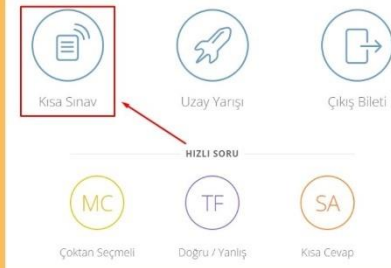 Kısa Sınav Uzay Yarışı Çıkış Bileti
HIZLI SORU
MC TF SA
Çoktan Seçmeli Doğru / Yanlış Kısa Cevap